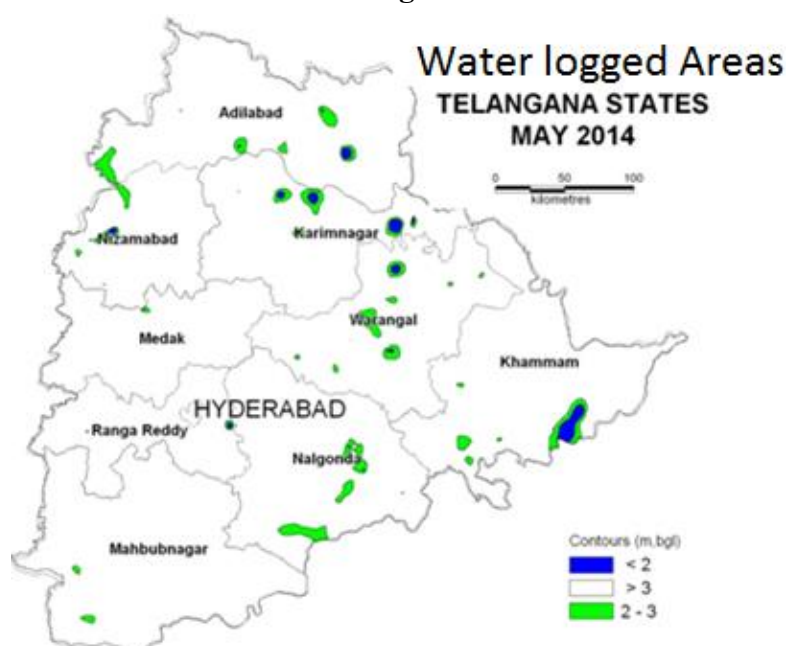 Water logged Areas
TELANGANA STATES
MAY 2014
0 50 100
kilometres
Adilabad
Nizamabad
Karimnagar
Medak
Warangal
Khammam
HYDERABAD
Ranga Reddy
Nalgonda
Mahbubnagar
Contours (m,bgl)
< 2
> 3
2 - 3